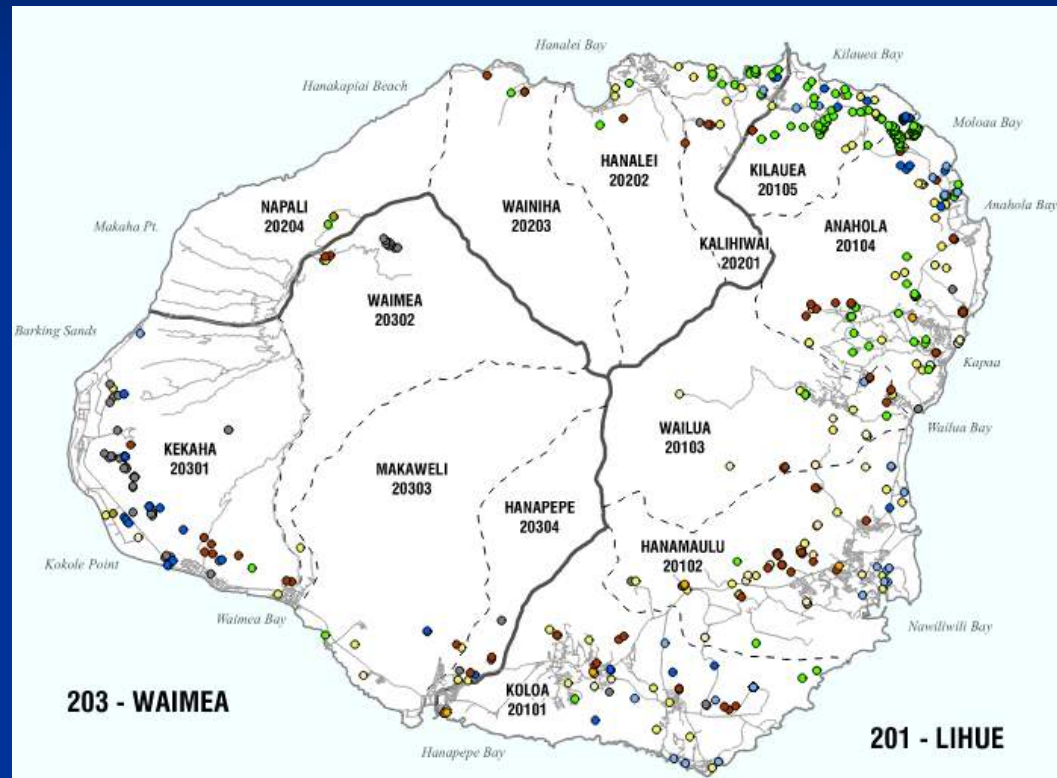 Hanalei Bay
Kilauea Bay
Hanakapiai Beach
Moloaa Bay
HANALEI
20202
KILAUEA
20105
NAPALI
20204
WAINIHA
20203
Anahola Bay
Makaha Pt.
ANAHOLA
20104
KALIHIWAI
20201
WAIMEA
20302
Barking Sands
Kapaa
Wailua Bay
WAILUA
20103
KEKAHA
20301
MAKAWELI
20303
HANAPEPE
20304
HANAMAULU
20102
Kokole Point
Waimea Bay
Nawiliwili Bay
KOLOA
20101
203 - WAIMEA
201 - LIHUE
Hanapepe Bay